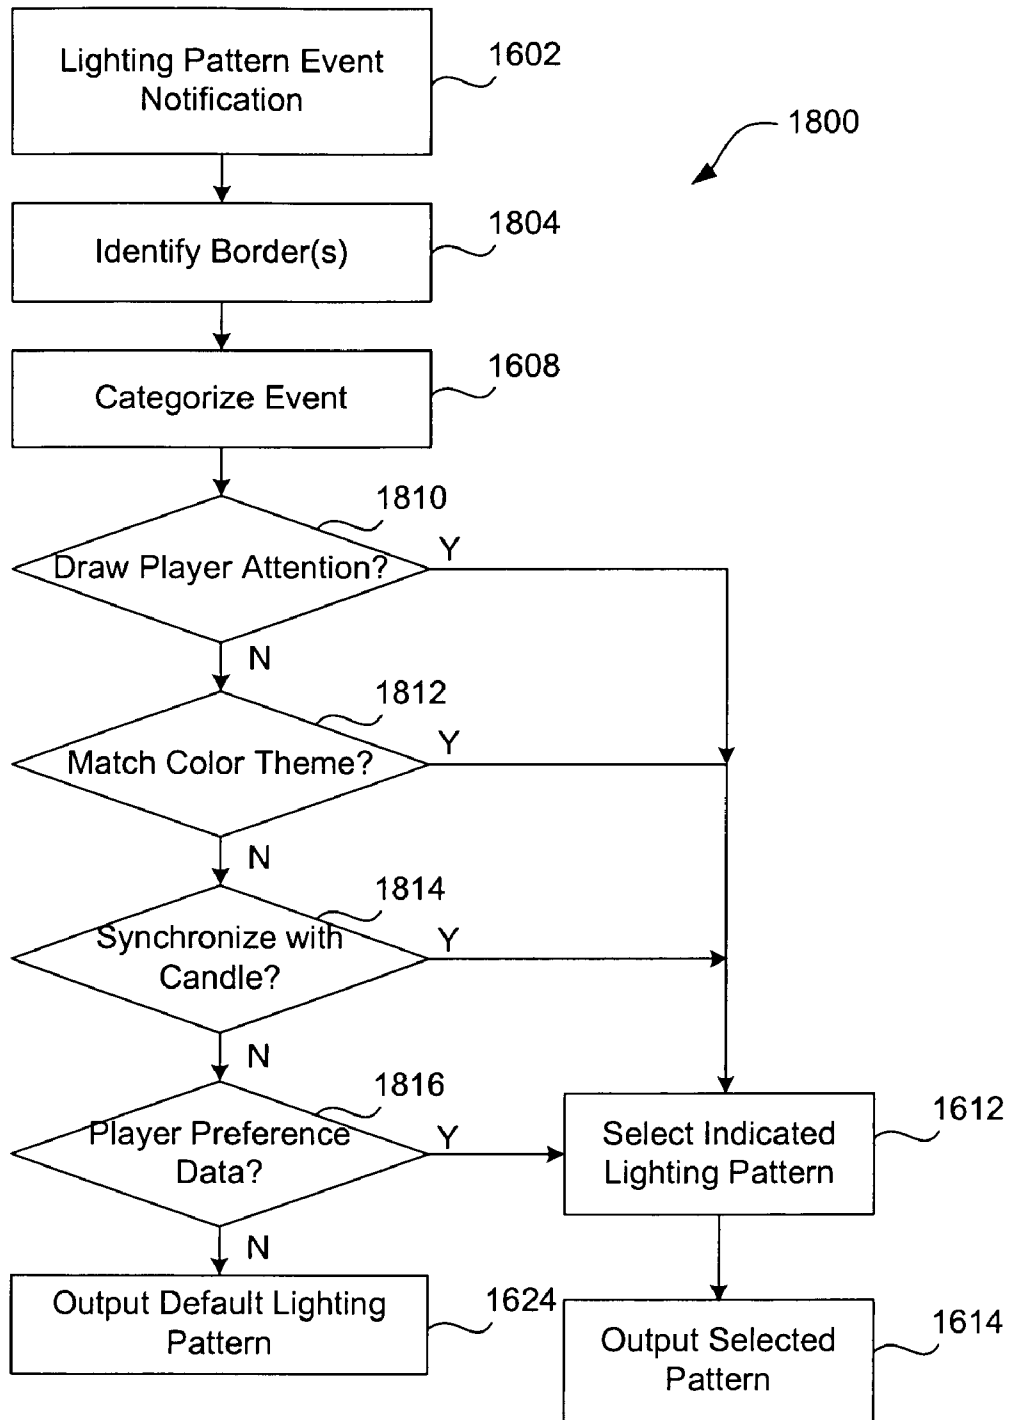 Lighting Pattern Event
Notification
1602
1800
Identify Border(s)
1804
Categorize Event
1608
1810
Draw Player Attention?
Y
N
1812
Match Color Theme?
Y
N
1814
Synchronize with
Candle?
Y
N
1816
Player Preference
Data?
Y
N
Select Indicated
Lighting Pattern
1612
Output Default Lighting
Pattern
1624
Output Selected
Pattern
1614